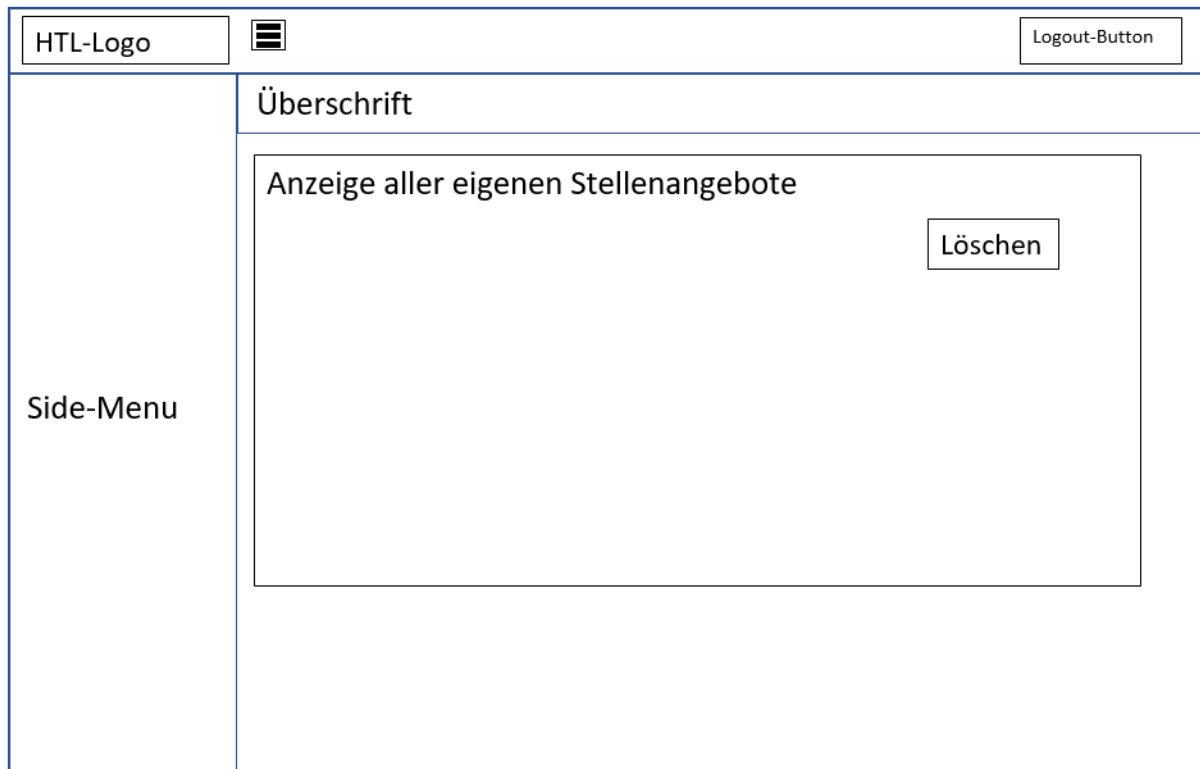 HTL-Logo
Logout-Button
Überschrift
Anzeige aller eigenen Stellenangebote
Löschen
Side-Menu